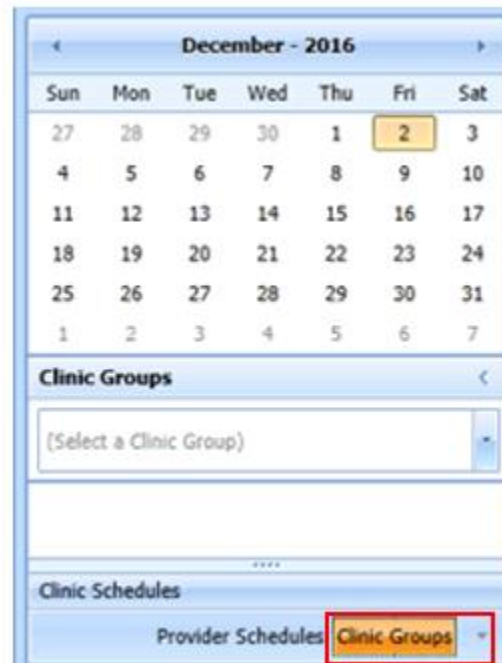 December - 2016
Sun Mon Tue Wed Thu Fri Sat
27 28 29 30 1 2 3
4 5 6 7 8 9 10
11 12 13 14 15 16 17
18 19 20 21 22 23 24
25 26 27 28 29 30 31
1 2 3 4 5 6 7
Clinic Groups
(Select a Clinic Group)
Clinic Schedules
Provider Schedules Clinic Groups